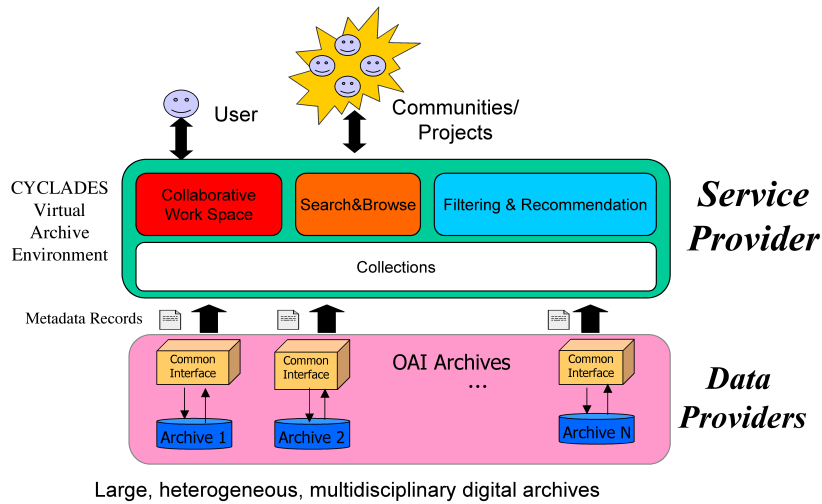 User
Communities/
Projects
CYCLADES
Virtual
Archive
Environment
Collaborative
Work Space
Search&Browse
Filtering & Recommendation
Collections
Service
Provider
Metadata Records
Common
Interface
Common
Interface
OAI Archives
...
Common
Interface
Archive 1
Archive 2
Archive N
Data
Providers
Large, heterogeneous, multidisciplinary digital archives